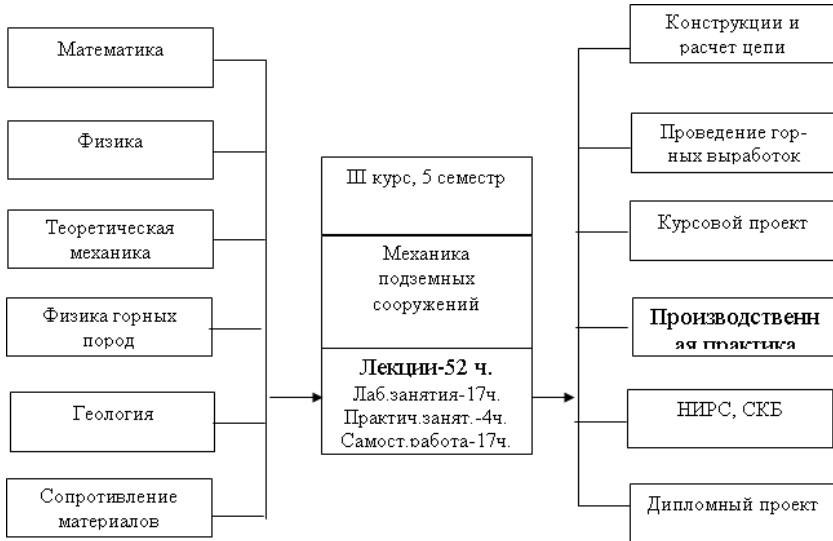 Математика
Физика
Теоретическая
механика
Физика горных
пород
Геология
Сопротивление
материалов
III курс, 5 семестр
Механика
подземных
сооружений
Лекции-52 ч.
Лаб.занятия-17ч.
Практич.занят.-4ч.
Самост.работа-17ч.
Конструкции и
расчет цепи
Проведение гор-
ных выработок
Курсовой проект
Производственн
ая практика
НИРС, СКБ
Дипломный проект